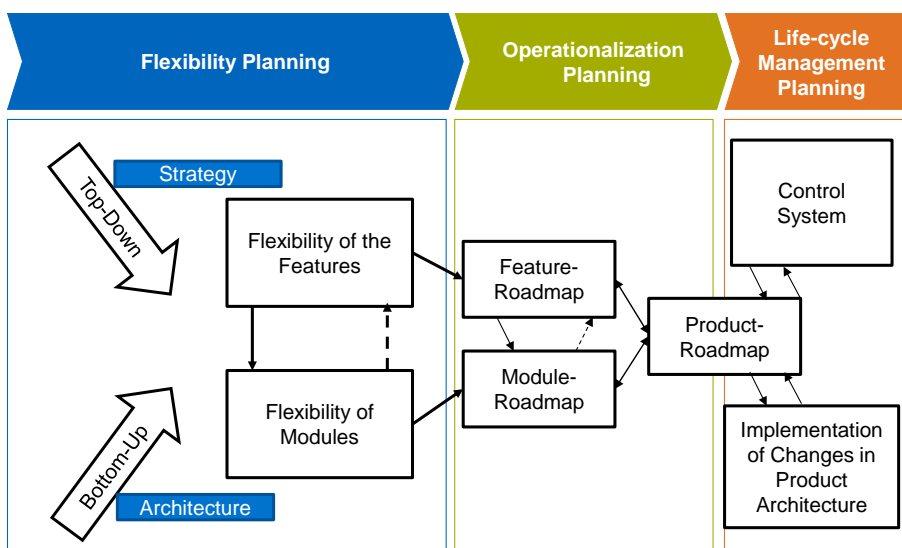 Flexibility Planning
Operationalization
Planning
Life-cycle
Management
Planning
Strategy
Top-Down
Flexibility of the
Features
Feature-
Roadmap
Control
System
Product-
Roadmap
Module-
Roadmap
Flexibility of
Modules
Bottom-Up
Architecture
Implementation
of Changes in
Product
Architecture